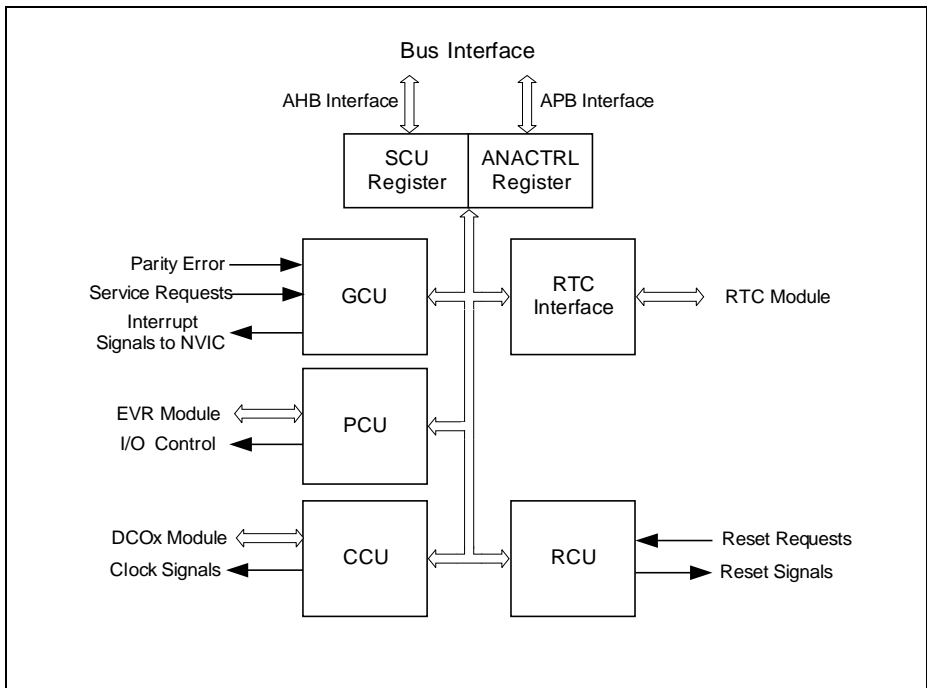 Bus Interface
AHB Interface
APB Interface
SCU
Register
ANACTRL
Register
Parity Error
Service Requests
Interrupt
Signals to NVIC
GCU
RTC
Interface
RTC Module
EVR Module
I/O Control
PCU
DCOx Module
Clock Signals
CCU
RCU
Reset Requests
Reset Signals